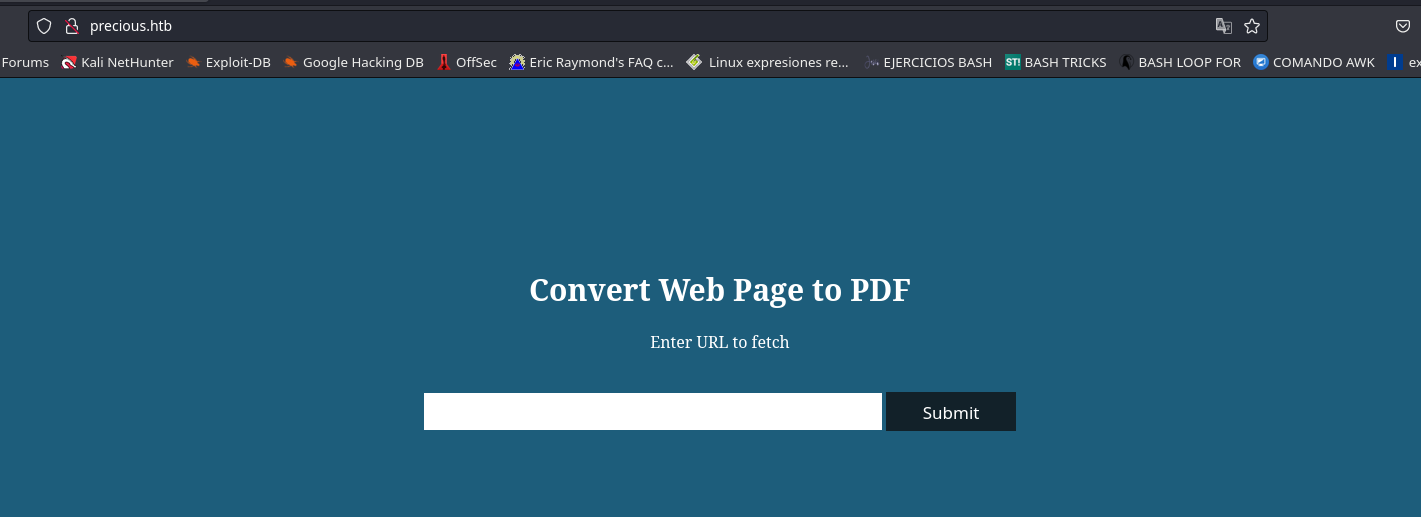 precious.htb
Forums Kali NetHunter Exploit-DB Google Hacking DB OffSec Eric Raymond's FAQ c... Linux expresiones re... EJERCICIOS BASH ST! BASH TRICKS BASH LOOP FOR COMANDO AWK ex
Convert Web Page to PDF
Enter URL to fetch
Submit